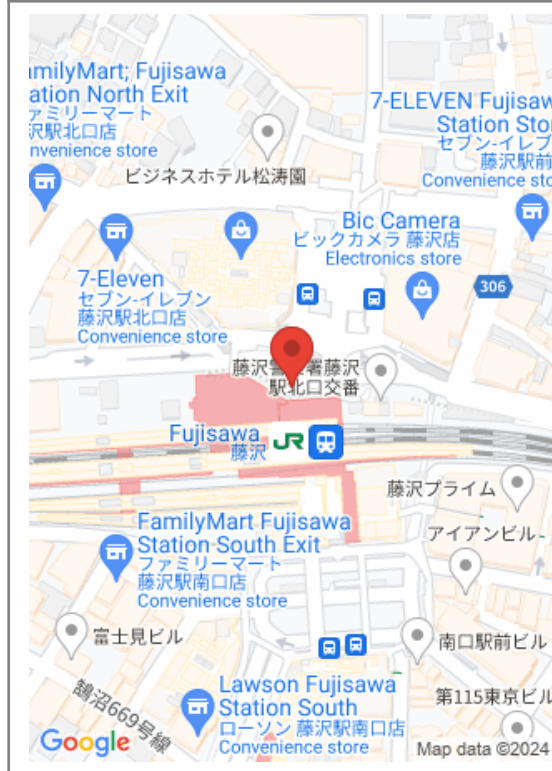 amilyMart; Fujisawa
ation North Exit
ァミリーマート
沢駅北口店
nvenience store
7-ELEVEN Fujisaw
Station Sto
セブン-イレブ
藤沢駅前
Convenience sto
ビジネスホテル松涛園
Bic Camera
ビックカメラ 藤沢店
Electronics store
306
7-Eleven
セブン-イレブン
藤沢駅北口店
Convenience store
藤沢警
署藤沢
駅北口交番
Fujisawa
藤沢
JR
藤沢プライム
アイアンビル
FamilyMart Fujisawa
Station South Exit
ファミリーマート
藤沢駅南口店
Convenience store
富士見ビル
南口駅前ビル
鵠沼669号線
Lawson Fujisawa
Station South
ローソン 藤沢駅南口店
Convenience store
第115東京ビル
Google
Map data ©2024